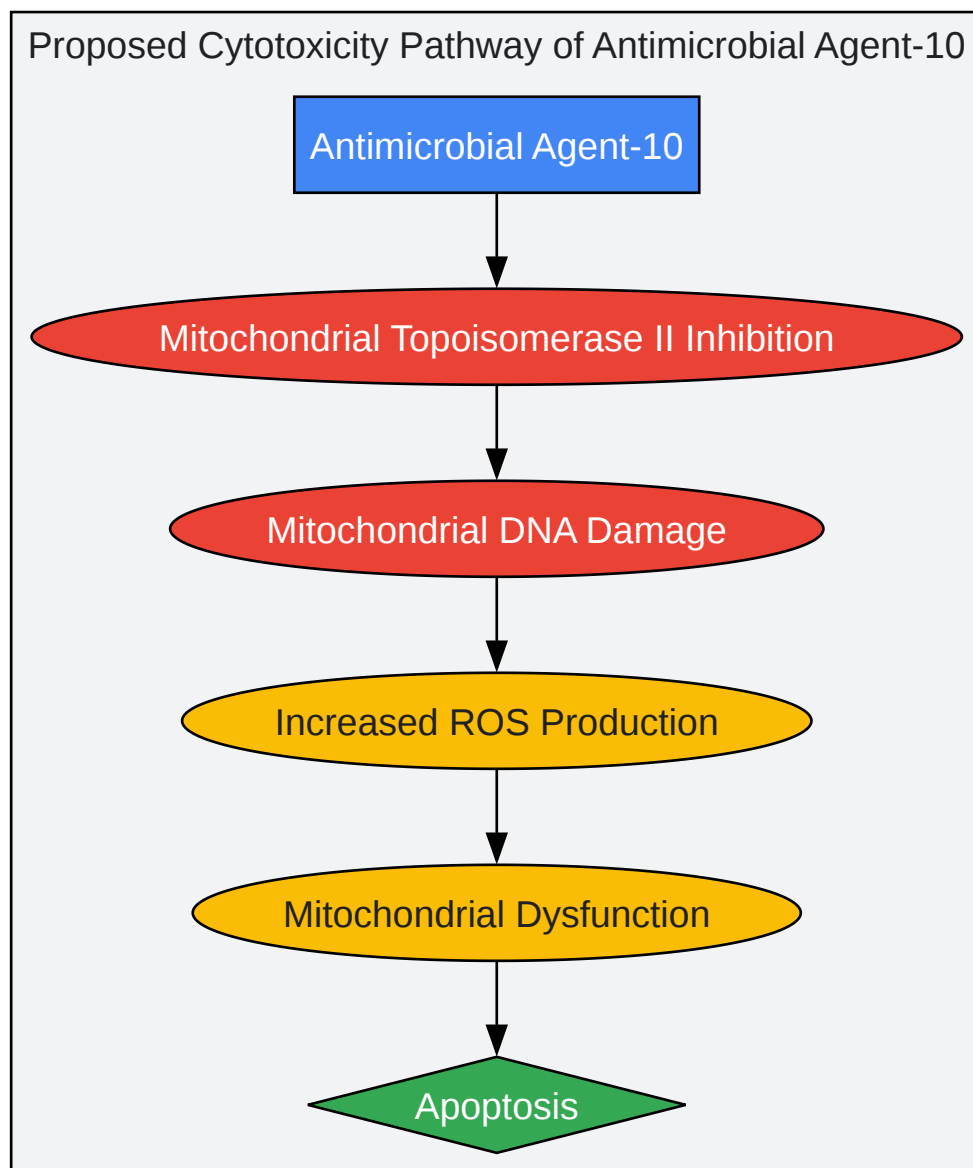 Proposed Cytotoxicity Pathway of Antimicrobial Agent-10
Antimicrobial Agent-10
Mitochondrial Topoisomerase II Inhibition
Mitochondrial DNA Damage
Increased ROS Production
Mitochondrial Dysfunction
Apoptosis